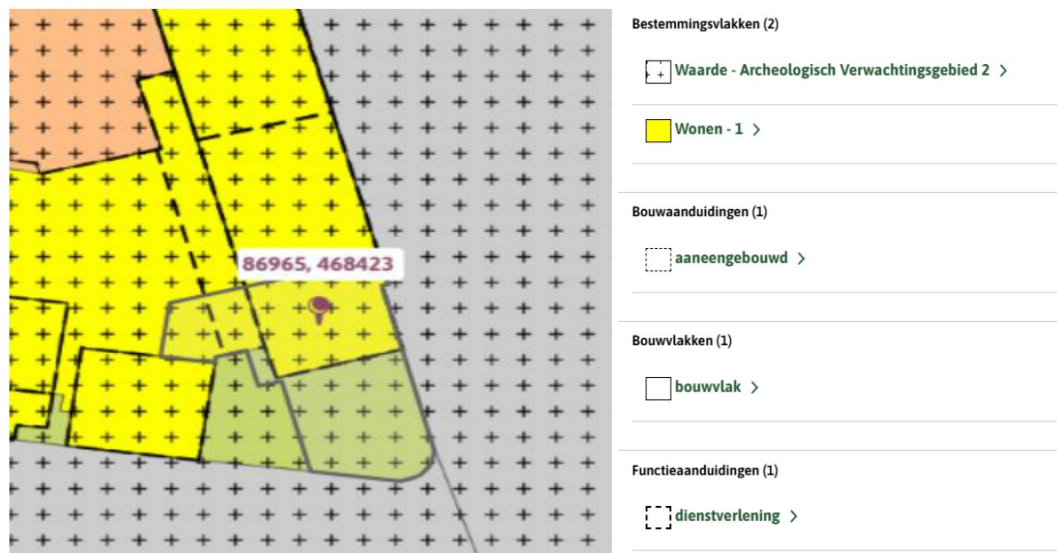 86965, 468423
Bestemmingsvlakken (2)
Waarde - Archeologisch Verwachtingsgebied 2 >
Wonen - 1 >
Bouwaanduidingen (1)
aaneengebouwd >
Bouwvlakken (1)
bouwvlak >
Functieaanduidingen (1)
dienstverlening >